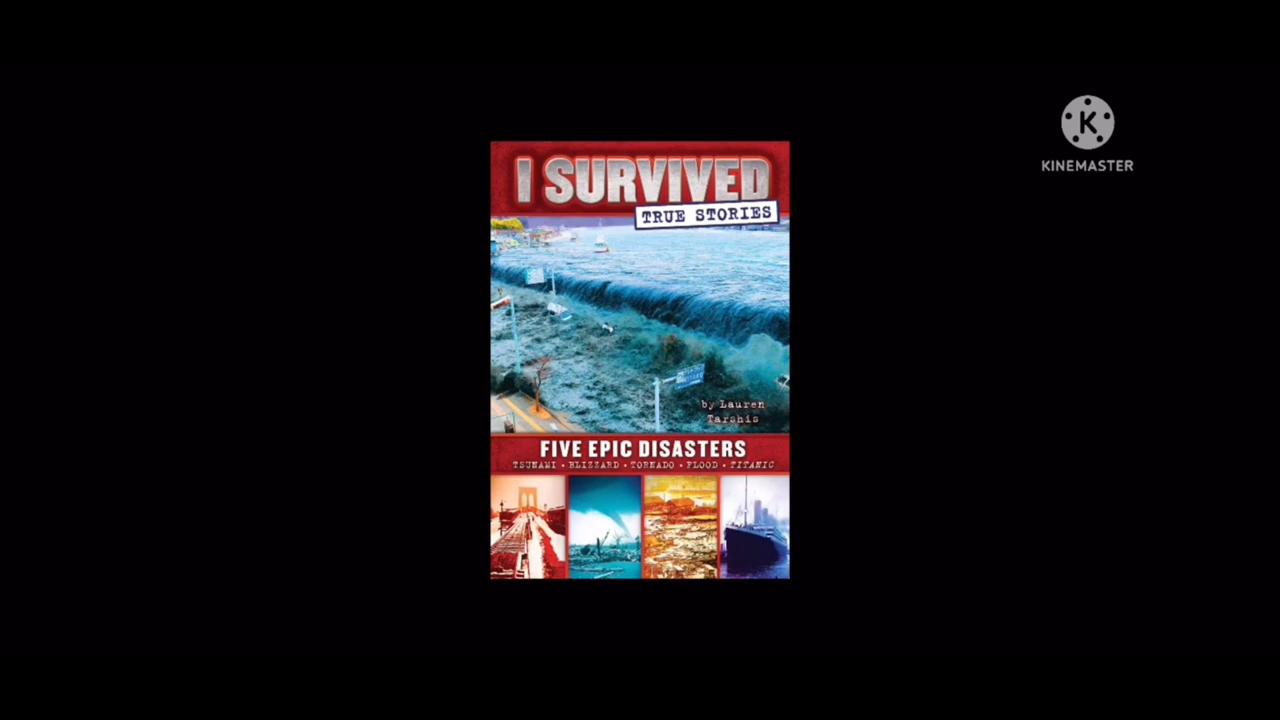 KINEMASTER
I SURVIVED
TRUE STORIES
by Lauren
Tarshis
FIVE EPIC DISASTERS
TSUNAMI • BLIZZARD • TORNADO • FLOOD • TITANIC